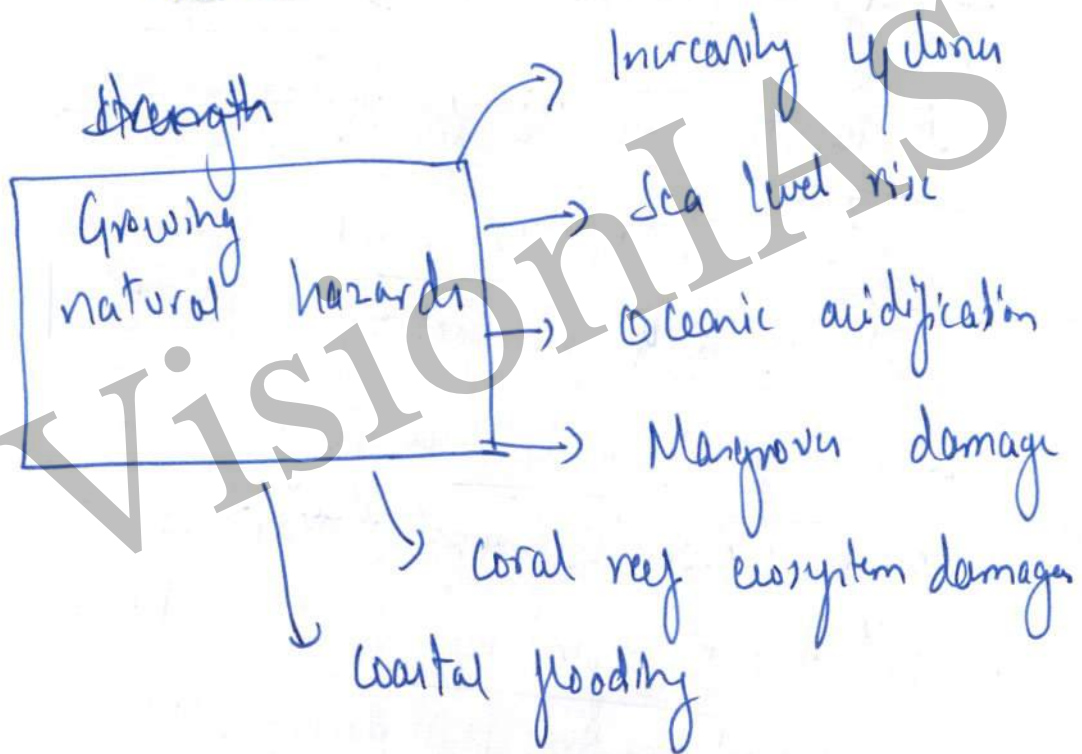 strength
Growing
natural hazards
Increasing cyclones
Sea level rise
Oceanic acidification
Mangroves damage
coral reef ecosystem damages
coastal flooding
VisionIAS